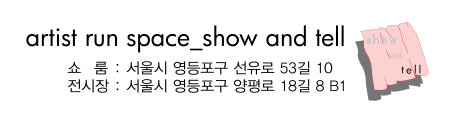 artist run space_show and tell
쇼 룸 : 서울시 영등포구 선유로 53길 10
전시장 : 서울시 영등포구 양평로 18길 8 B1
show
and
tell